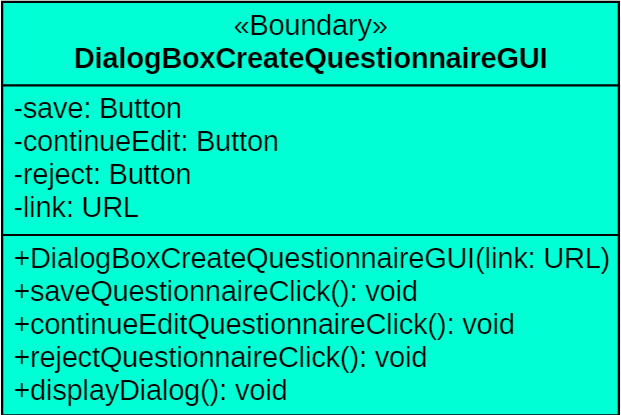 «Boundary»
DialogBoxCreateQuestionnaireGUI
-save: Button
-continueEdit: Button
-reject: Button
-link: URL
+DialogBoxCreateQuestionnaireGUI(link: URL)
+saveQuestionnaireClick(): void
+continueEditQuestionnaireClick(): void
+rejectQuestionnaireClick(): void
+displayDialog(): void